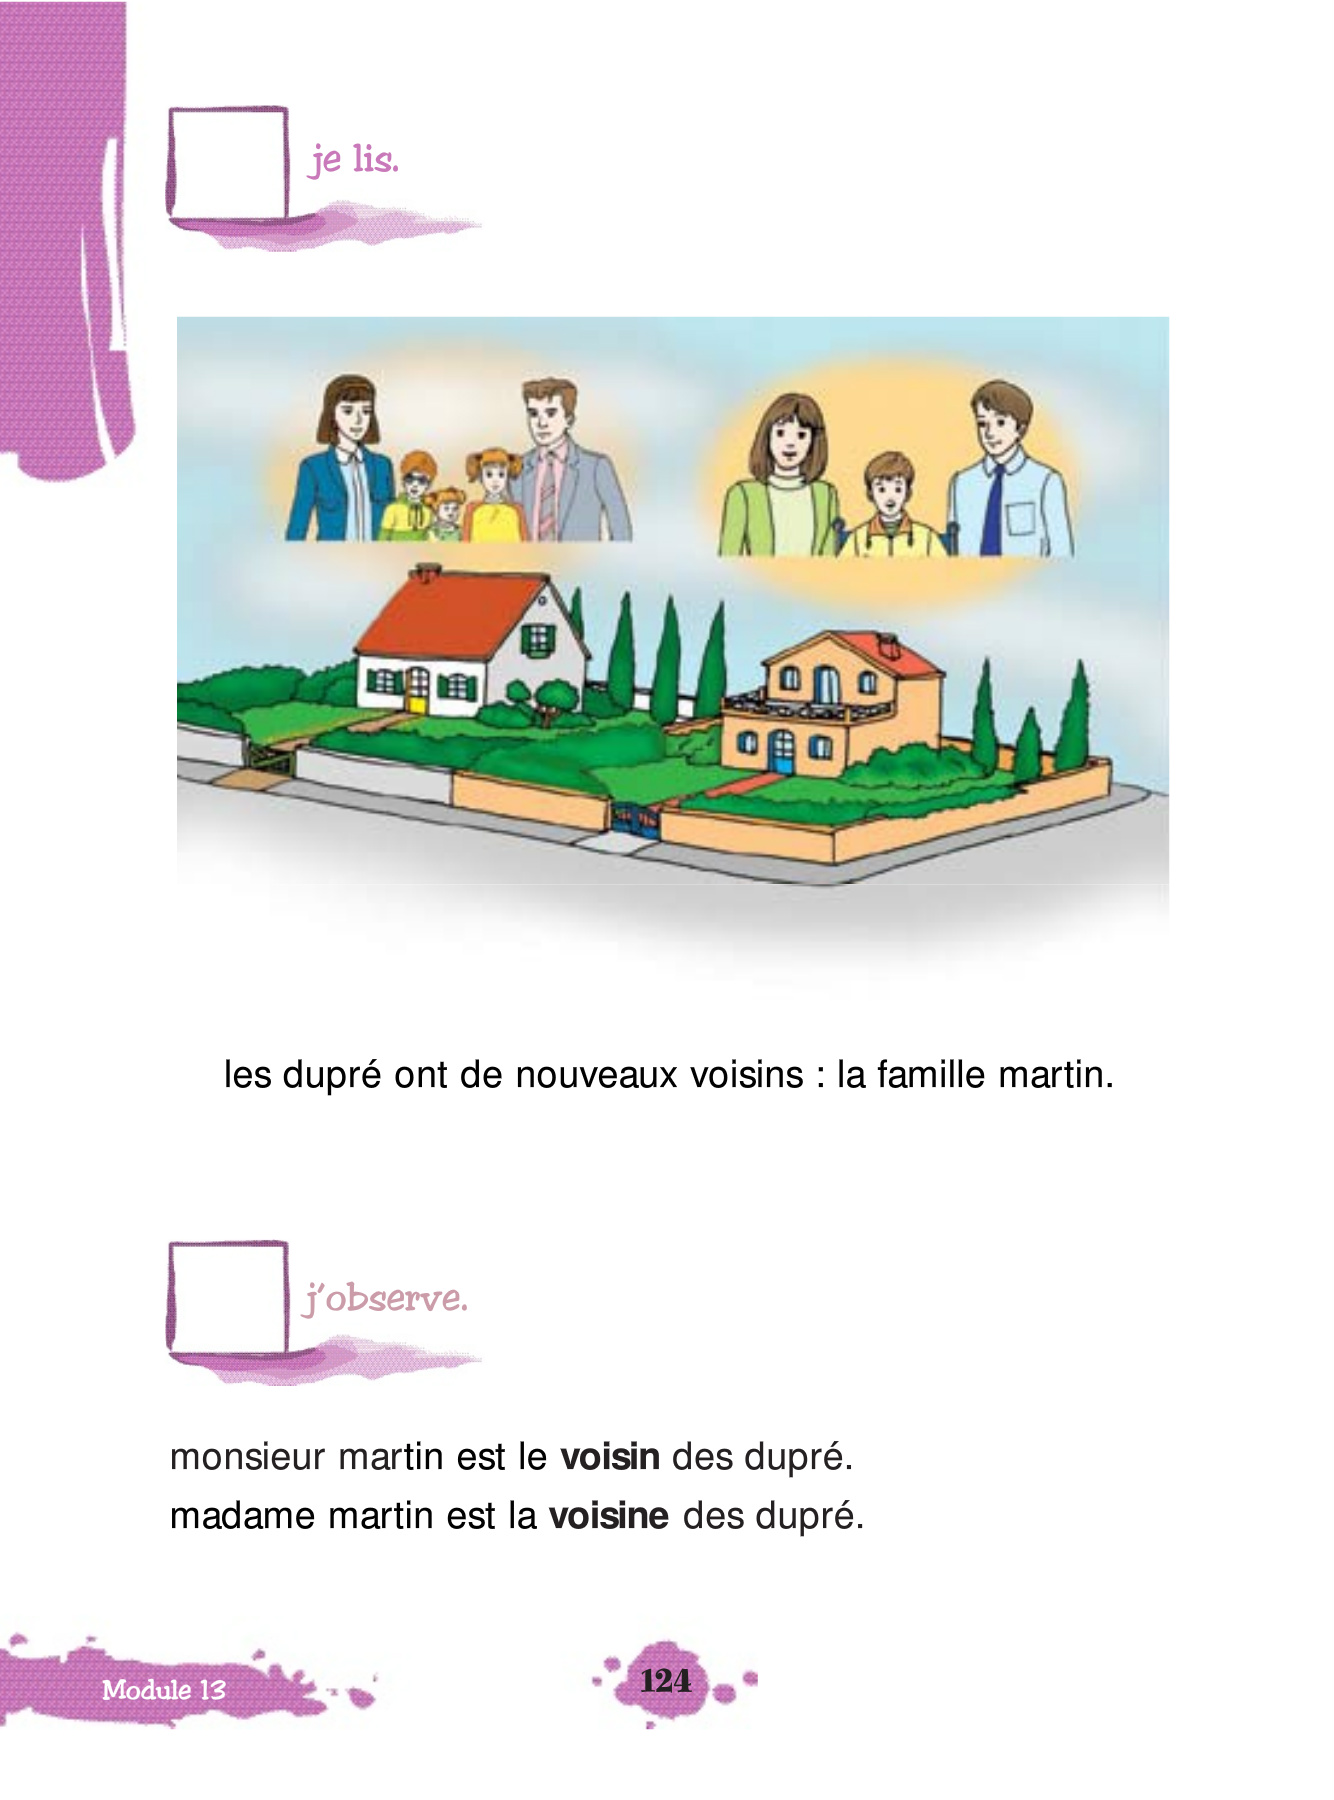 je lis.
les dupré ont de nouveaux voisins : la famille martin.
j'observe.
monsieur martin est le voisin des dupré.
madame martin est la voisine des dupré.
Module 13
124